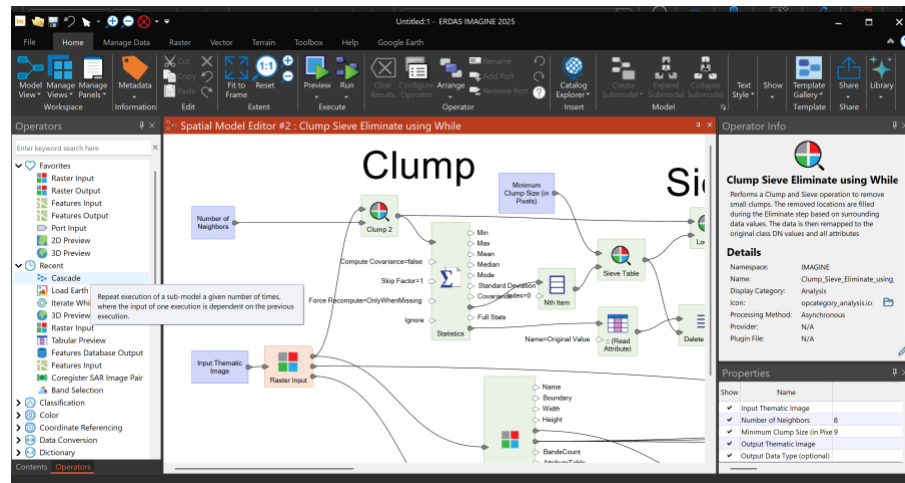 Untitled:1 - ERDAS IMAGINE 2025
File Home Manage Data Raster Vector Terrain Toolbox Help Google Earth
Model View Manage Views Manage Panels
Workspace
Metadata
Information
Cut
Copy
Paste
Edit
Fit to Frame 1:1 Reset
Extent
Preview Run
Execute
Clear Results Configure Operator Arrange
Rename
Add Port
Remove Port
Operator
Catalog Explorer
Insert
Create Submodel Expand Submodel Collapse Submodel
Model
Text Style Show
Template Gallery
Template
Share
Share
Library
Operators
Enter keyword search here
Favorites
Raster Input
Raster Output
Features Input
Features Output
Port Input
2D Preview
3D Preview
Recent
Cascade
Load Earth
Iterate Whil
3D Preview
Raster Input
Tabular Preview
Features Database Output
Features Input
Coregister SAR Image Pair
Band Selection
Classification
Color
Coordinate Referencing
Data Conversion
Dictionary
Contents Operators
Repeat execution of a sub-model a given number of times,
where the input of one execution is dependent on the previous
execution.
Spatial Model Editor #2 : Clump Sieve Eliminate using While
Clump
Si
Number of
Neighbors
Clump 2
Minimum
Clump Size (in
Pixels)
Compute Covariance=false
Skip Factor=1
Force Recompute=OnlyWhenMissing
Ignore
Min
Max
Mean
Median
Mode
Standard Deviation
Covariance
Full Stats
Statistics
Index=0
Nth Item
Sieve Table
Lo
Name=Original Value
:: (Read
Attribute)
Delete
Input Thematic
Image
Raster Input
Name
Boundary
Width
Height
BandsCount
AttributeTable
Operator Info
Clump Sieve Eliminate using While
Performs a Clump and Sieve operation to remove
small clumps. The removed locations are filled
during the Eliminate step based on surrounding
data values. The data is then remapped to the
original class DN values and all attributes
Details
Namespace: IMAGINE
Name: Clump_Sieve_Eliminate_using
Display Category: Analysis
Icon: opcategory_analysis.io
Processing Method: Asynchronous
Provider: N/A
Plugin File: N/A
Properties
Show Name
Input Thematic Image
Number of Neighbors 8
Minimum Clump Size (in Pixe 9
Output Thematic Image
Output Data Type (optional)